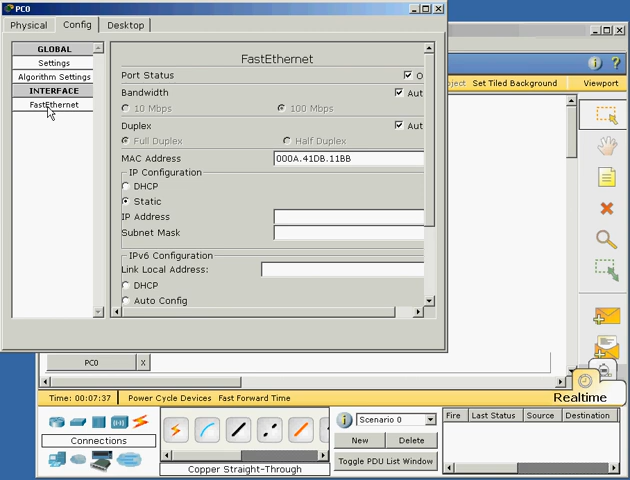 PC0
Physical Config Desktop
GLOBAL
Settings
Algorithm Settings
INTERFACE
FastEthernet
FastEthernet
Port Status O
Bandwidth Aut
10 Mbps 100 Mbps
Duplex Aut
Full Duplex Half Duplex
MAC Address 000A.41DB.11BB
IP Configuration
DHCP
Static
IP Address
Subnet Mask
IPv6 Configuration
Link Local Address:
DHCP
Auto Config
i ?
bject Set Tiled Background Viewport
PC0 X
Realtime
Time: 00:07:37 Power Cycle Devices Fast Forward Time
Connections
Copper Straight-Through
i Scenario 0
New Delete
Toggle PDU List Window
Fire Last Status Source Destination